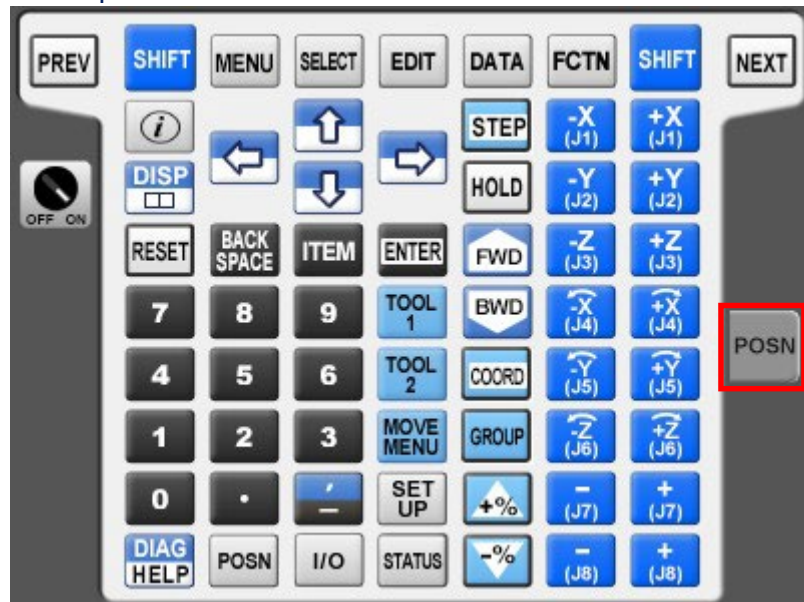 PREV SHIFT MENU SELECT EDIT DATA FCTN SHIFT NEXT
i STEP -X (J1) +X (J1)
DISP HOLD -Y (J2) +Y (J2)
OFF ON
RESET BACK SPACE ITEM ENTER FWD -Z (J3) +Z (J3)
7 8 9 TOOL 1 BWD -X (J4) +X (J4)
POSN
4 5 6 TOOL 2 COORD -Y (J5) +Y (J5)
1 2 3 MOVE MENU GROUP -Z (J6) +Z (J6)
0 . ′ – SET UP +% – (J7) + (J7)
DIAG HELP POSN I/O STATUS -% – (J8) + (J8)